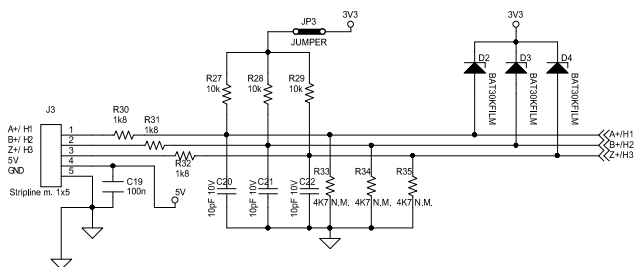 JP3
3V3
JUMPER
3V3
D2
D3
D4
BAT30KFILM
BAT30KFILM
BAT30KFILM
R27
10k
R28
10k
R29
10k
J3
R30
1k8
R31
1k8
R32
1k8
A+/ H1
B+/ H2
Z+/ H3
5V
GND
1
2
3
4
5
Stripline m. 1x5
A+/H1
B+/H2
Z+/H3
C19
100n
5V
C20
10pF 10V
C21
10pF 10V
C22
10pF 10V
R33
4K7 N.M.
R34
4K7 N.M.
R35
4K7 N.M.